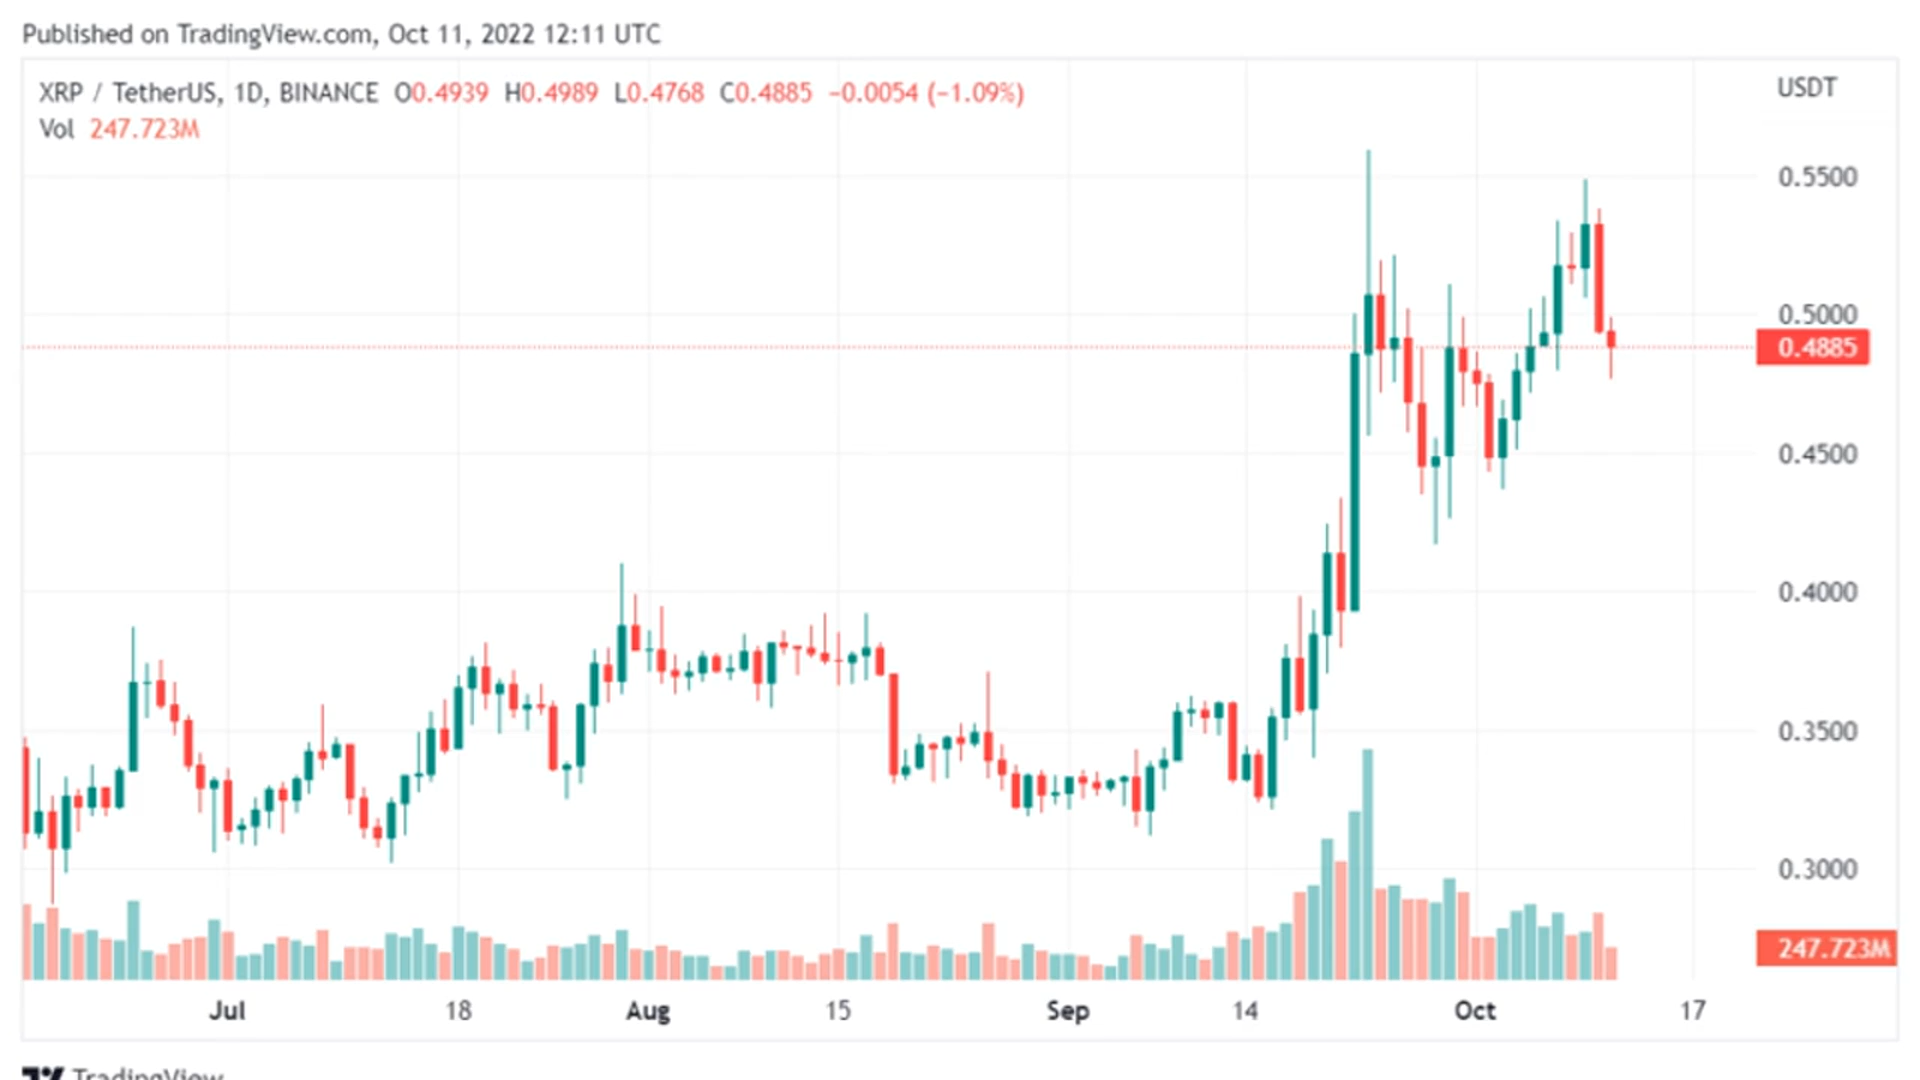 Published on TradingView.com, Oct 11, 2022 12:11 UTC
XRP / TetherUS, 1D, BINANCE O0.4939 H0.4989 L0.4768 C0.4885 −0.0054 (−1.09%)
Vol 247.723M
USDT
0.5500
0.5000
0.4885
0.4500
0.4000
0.3500
0.3000
247.723M
Jul 18 Aug 15 Sep 14 Oct 17
TradingView